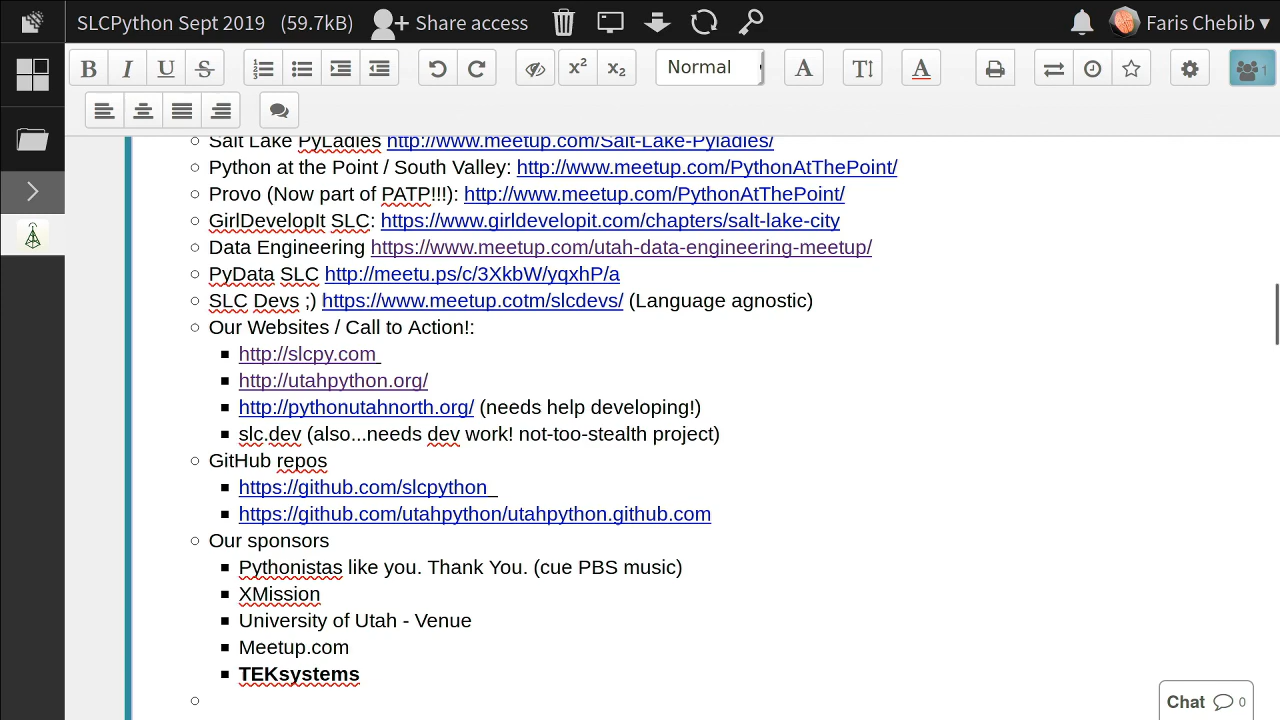 SLCPython Sept 2019 (59.7kB) Share access Faris Chebib ▾
B I U S Normal A T A 1
Salt Lake PyLadies http://www.meetup.com/Salt-Lake-Pyladies/
Python at the Point / South Valley: http://www.meetup.com/PythonAtThePoint/
Provo (Now part of PATP!!!): http://www.meetup.com/PythonAtThePoint/
GirlDevelopIt SLC: https://www.girldevelopit.com/chapters/salt-lake-city
Data Engineering https://www.meetup.com/utah-data-engineering-meetup/
PyData SLC http://meetu.ps/c/3XkbW/yqxhP/a
SLC Devs ;) https://www.meetup.cotm/slcdevs/ (Language agnostic)
Our Websites / Call to Action!:
http://slcpy.com
http://utahpython.org/
http://pythonutahnorth.org/ (needs help developing!)
slc.dev (also...needs dev work! not-too-stealth project)
GitHub repos
https://github.com/slcpython
https://github.com/utahpython/utahpython.github.com
Our sponsors
Pythonistas like you. Thank You. (cue PBS music)
XMission
University of Utah - Venue
Meetup.com
TEKsystems
Chat 0